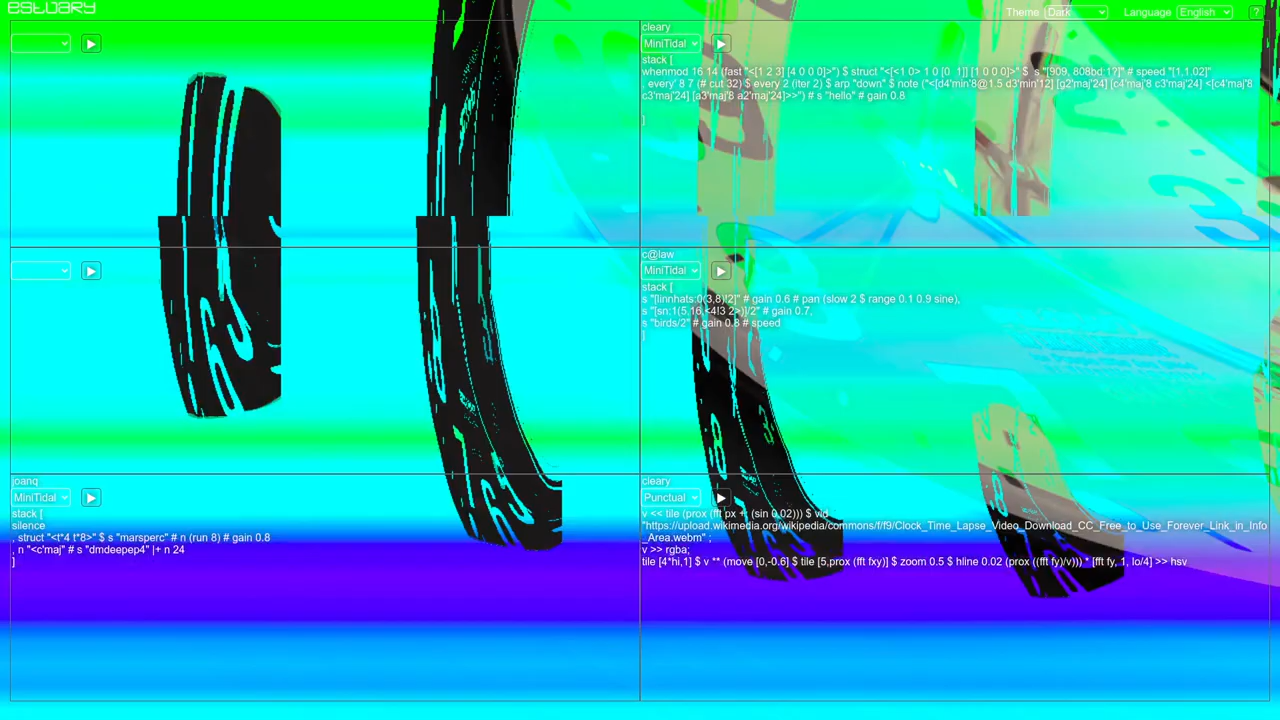 estuary
Theme Dark Language English ?
cleary
MiniTidal
stack [
whenmod 16 14 (fast "<[1 2 3] [4 0 0 0]>") $ struct "<[<1 0> 1 0 [0 1]] [1 0 0 0]>" $ s "[909, 808bd:1?]" # speed "[1,1.02]"
, every' 8 7 (# cut 32) $ every 2 (iter 2) $ arp "down" $ note ("<[d4'min'8@1.5 d3'min'12] [g2'maj'24] [c4'maj'8 c3'maj'24] <[c4'maj'8
c3'maj'24] [a3'maj'8 a2'maj'24]>>") # s "hello" # gain 0.8
]
c@law
MiniTidal
stack [
s "[linnhats:0(3,8)!2]" # gain 0.6 # pan (slow 2 $ range 0.1 0.9 sine),
s "[sn:1(5,16,<4!3 2>)]/2" # gain 0.7,
s "birds/2" # gain 0.8 # speed
]
joanq
MiniTidal
stack [
silence
, struct "<t*4 t*8>" $ s "marsperc" # n (run 8) # gain 0.8
, n "<c'maj" # s "dmdeepep4" |+ n 24
]
cleary
Punctual
v << tile (prox (fft px +: (sin 0.02))) $ vid
"https://upload.wikimedia.org/wikipedia/commons/f/f9/Clock_Time_Lapse_Video_Download_CC_Free_to_Use_Forever_Link_in_Info
_Area.webm" ;
v >> rgba;
tile [4*hi,1] $ v ** (move [0,-0.6] $ tile [5,prox (fft fxy)] $ zoom 0.5 $ hline 0.02 (prox ((fft fy)/v))) * [fft fy, 1, lo/4] >> hsv